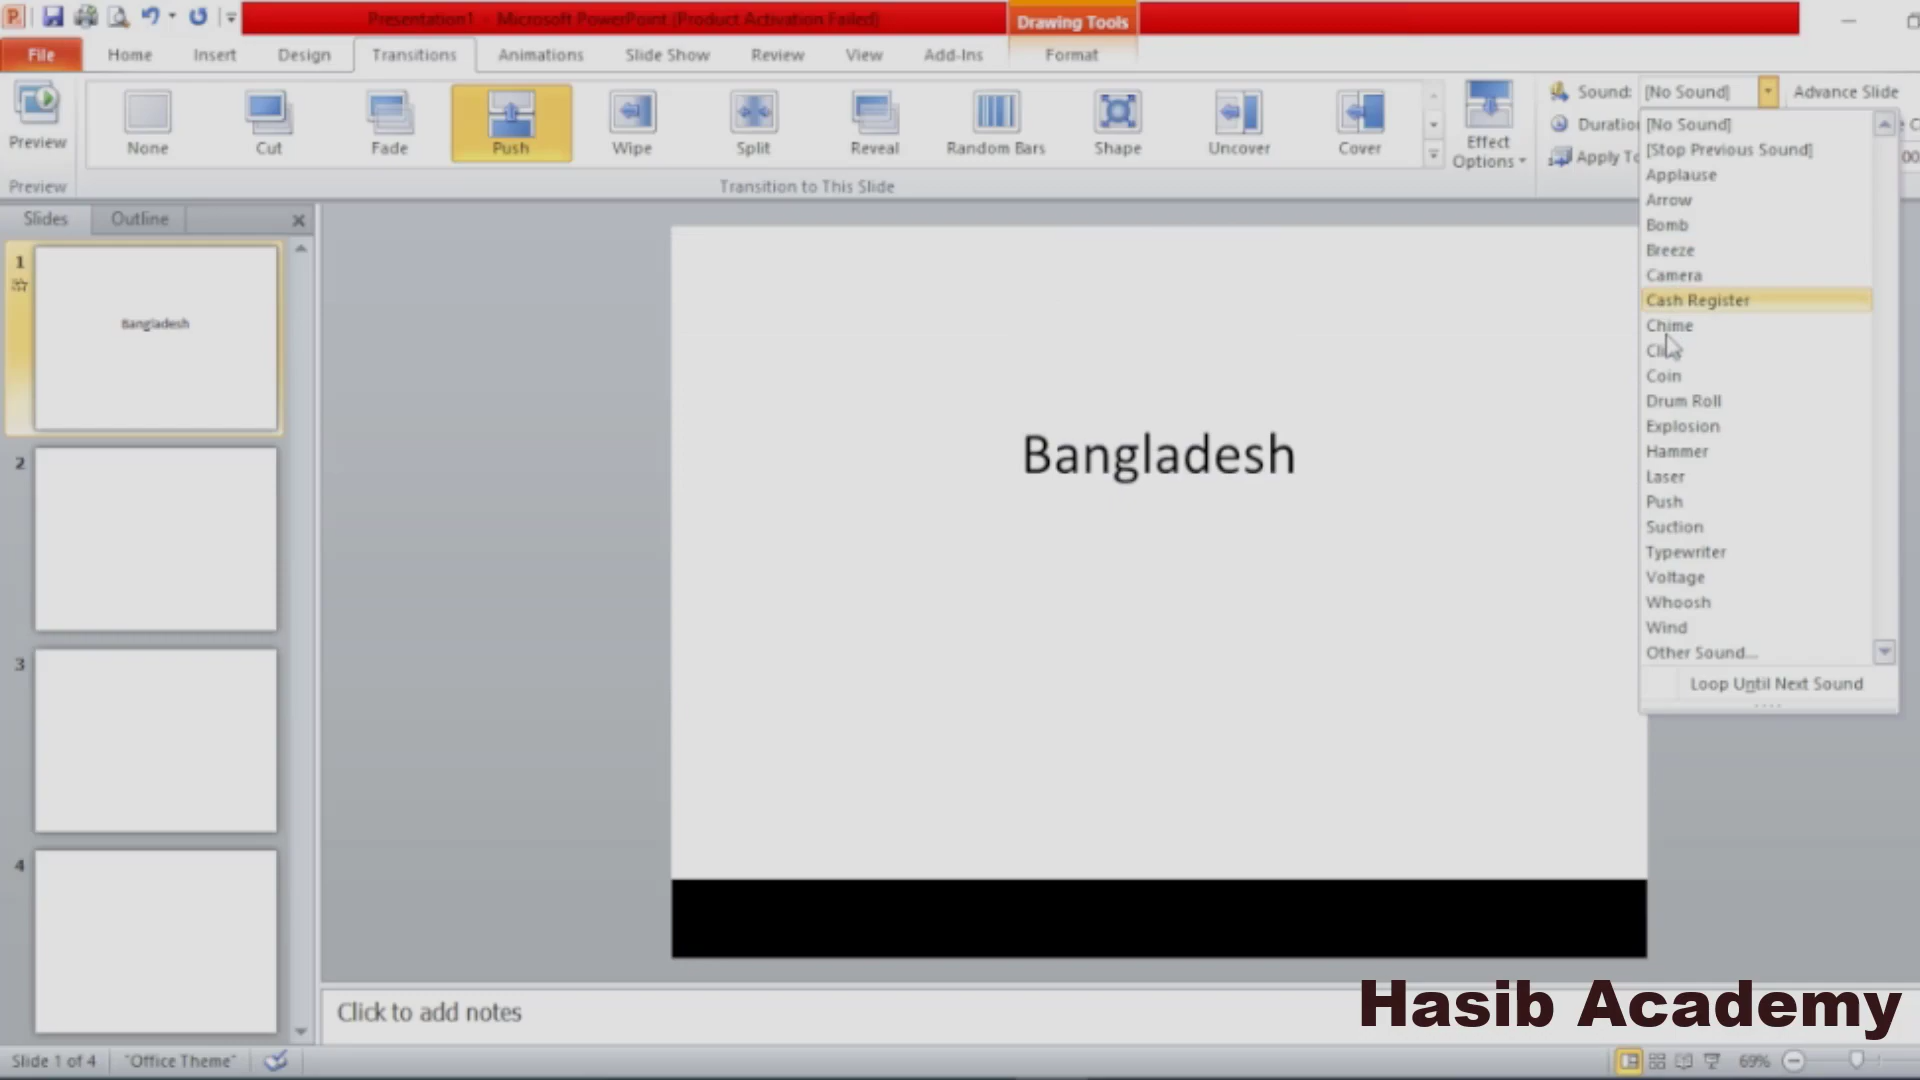 Presentation1 - Microsoft PowerPoint (Product Activation Failed)
Drawing Tools
File Home Insert Design Transitions Animations Slide Show Review View Add-Ins Format
Preview
None Cut Fade Push Wipe Split Reveal Random Bars Shape Uncover Cover
Effect
Options
Sound: [No Sound]
Advance Slide
Preview
Transition to This Slide
[No Sound]
[Stop Previous Sound]
Applause
Arrow
Bomb
Breeze
Camera
Cash Register
Chime
Coin
Drum Roll
Explosion
Hammer
Laser
Push
Suction
Typewriter
Voltage
Whoosh
Wind
Other Sound...
Loop Until Next Sound
Slides Outline
1
Bangladesh
2
3
4
Bangladesh
Click to add notes
Hasib Academy
Slide 1 of 4 "Office Theme" 69%